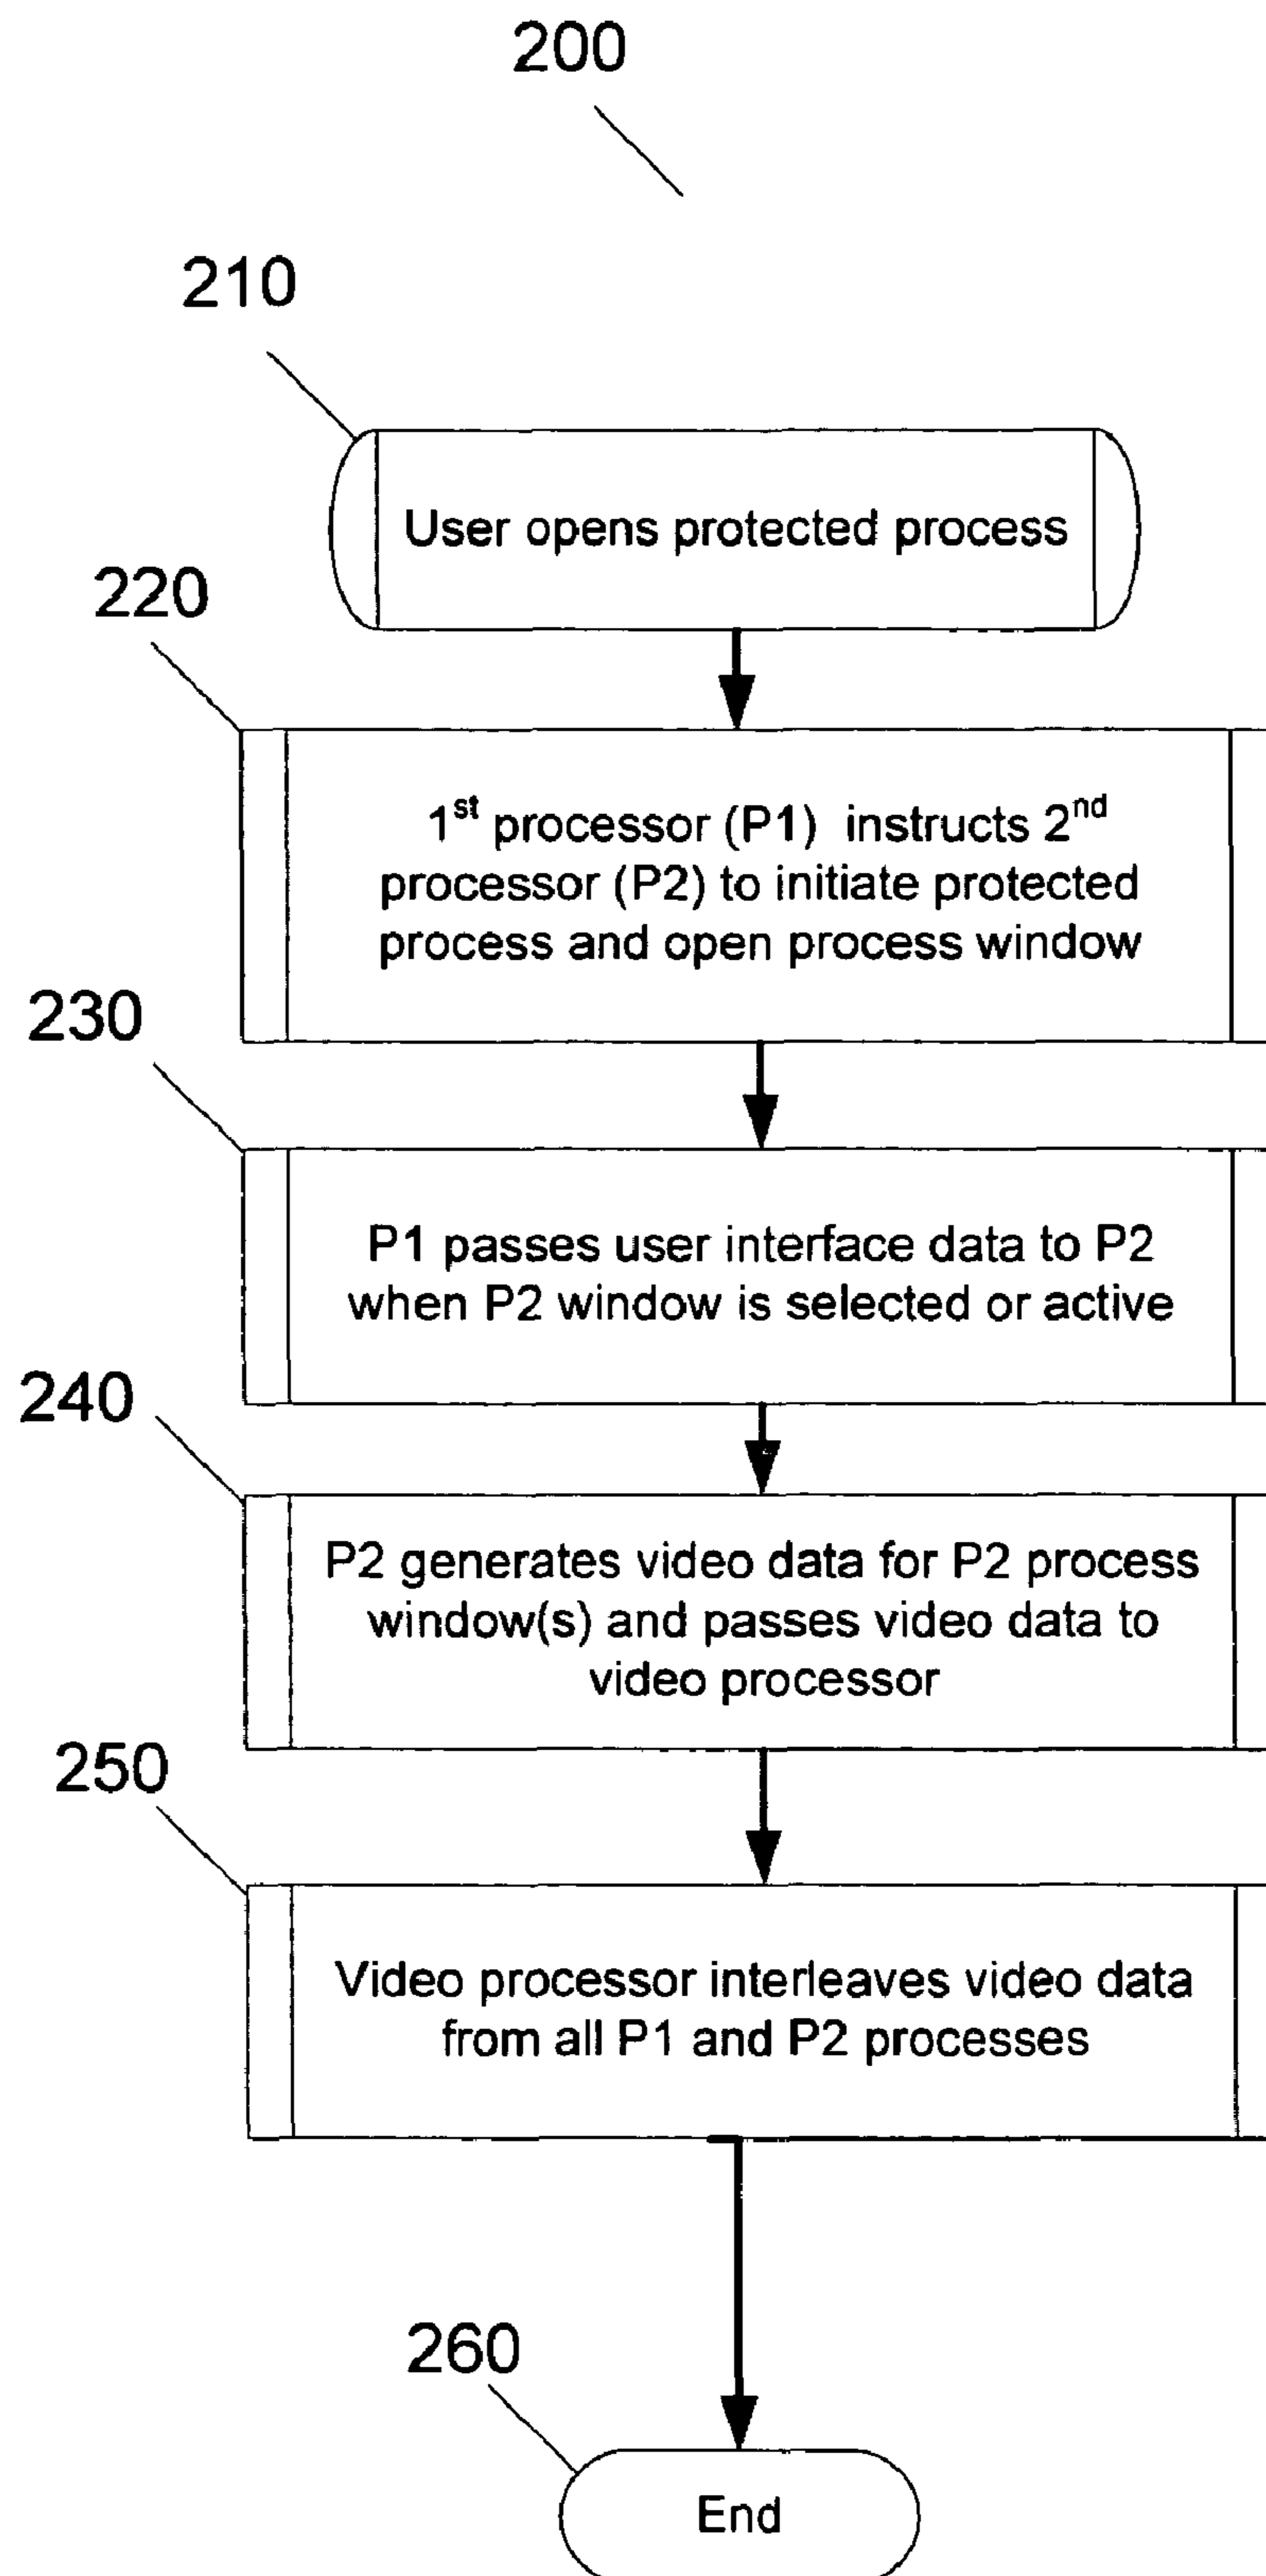 200
210
User opens protected process
220
1st processor (P1) instructs 2nd
processor (P2) to initiate protected
process and open process window
230
P1 passes user interface data to P2
when P2 window is selected or active
240
P2 generates video data for P2 process
window(s) and passes video data to
video processor
250
Video processor interleaves video data
from all P1 and P2 processes
260
End